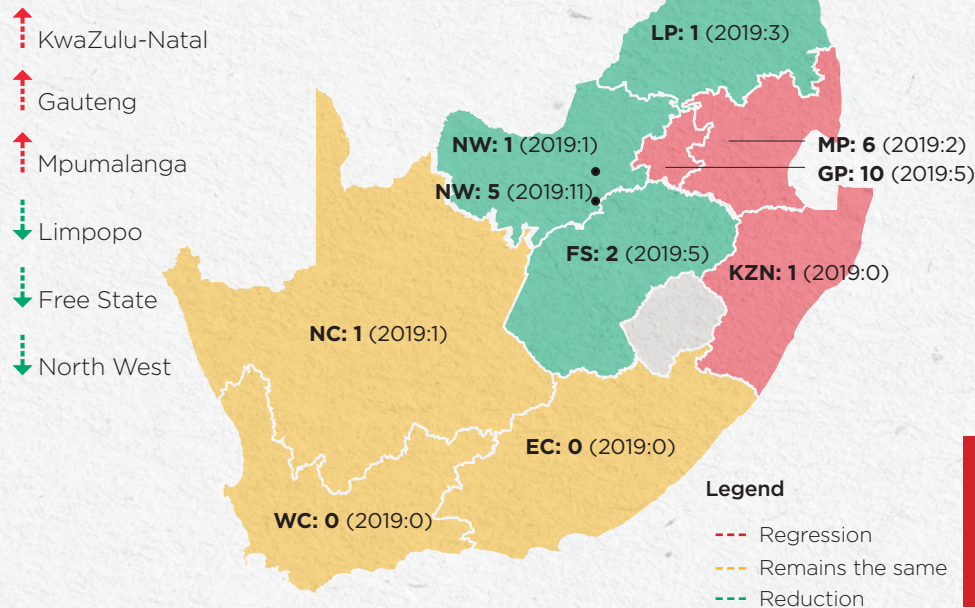 KwaZulu-Natal
Gauteng
Mpumalanga
Limpopo
Free State
North West
LP: 1 (2019:3)
NW: 1 (2019:1)
MP: 6 (2019:2)
GP: 10 (2019:5)
NW: 5 (2019:11)
FS: 2 (2019:5)
KZN: 1 (2019:0)
NC: 1 (2019:1)
EC: 0 (2019:0)
WC: 0 (2019:0)
Legend
Regression
Remains the same
Reduction